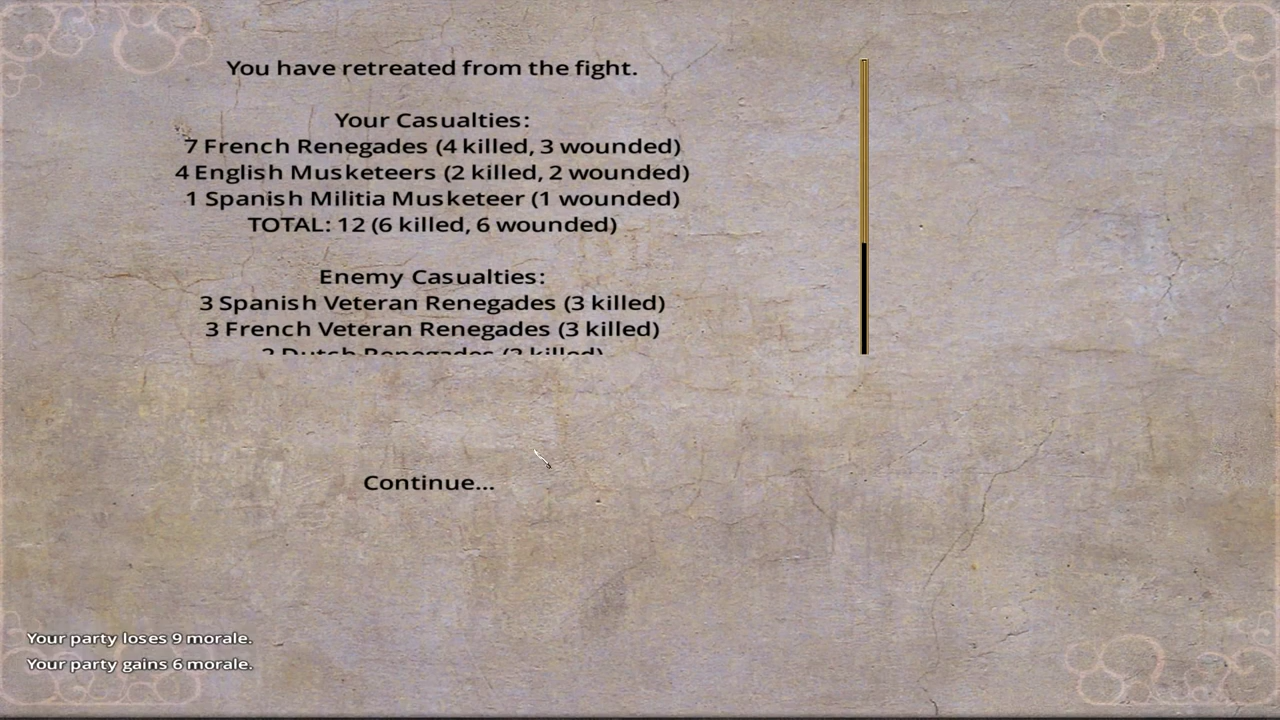 You have retreated from the fight.
Your Casualties:
7 French Renegades (4 killed, 3 wounded)
4 English Musketeers (2 killed, 2 wounded)
1 Spanish Militia Musketeer (1 wounded)
TOTAL: 12 (6 killed, 6 wounded)
Enemy Casualties:
3 Spanish Veteran Renegades (3 killed)
3 French Veteran Renegades (3 killed)
Dutch Renegades killed)
Continue...
Your party loses 9 morale.
Your party gains 6 morale.